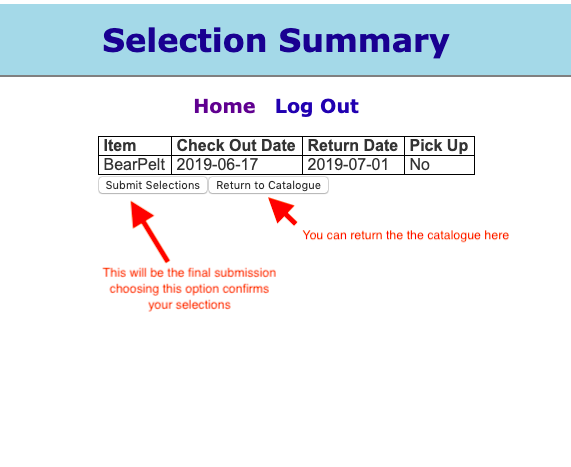 Selection Summary
Home Log Out
Item Check Out Date Return Date Pick Up
BearPelt 2019-06-17 2019-07-01 No
Submit Selections Return to Catalogue
You can return the the catalogue here
This will be the final submission
choosing this option confirms
your selections